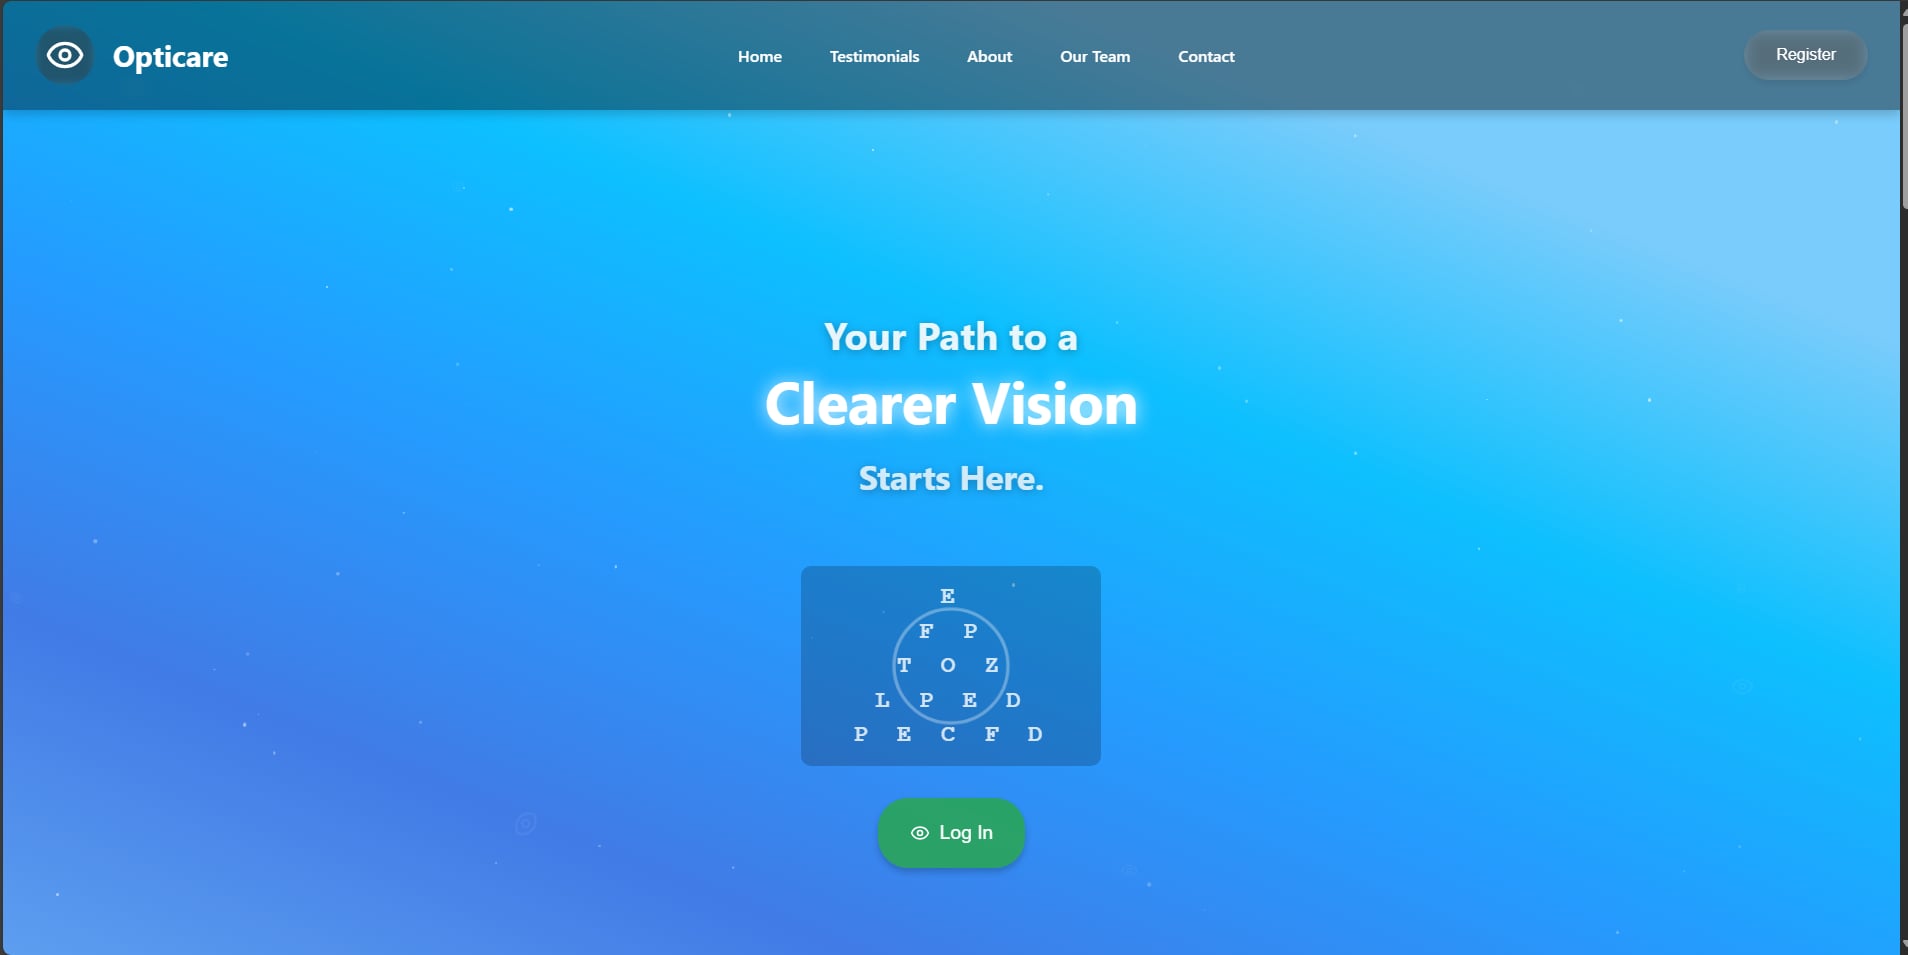 Opticare
Home Testimonials About Our Team Contact
Register
Your Path to a
Clearer Vision
Starts Here.
E
F P
T O Z
L P E D
P E C F D
Log In